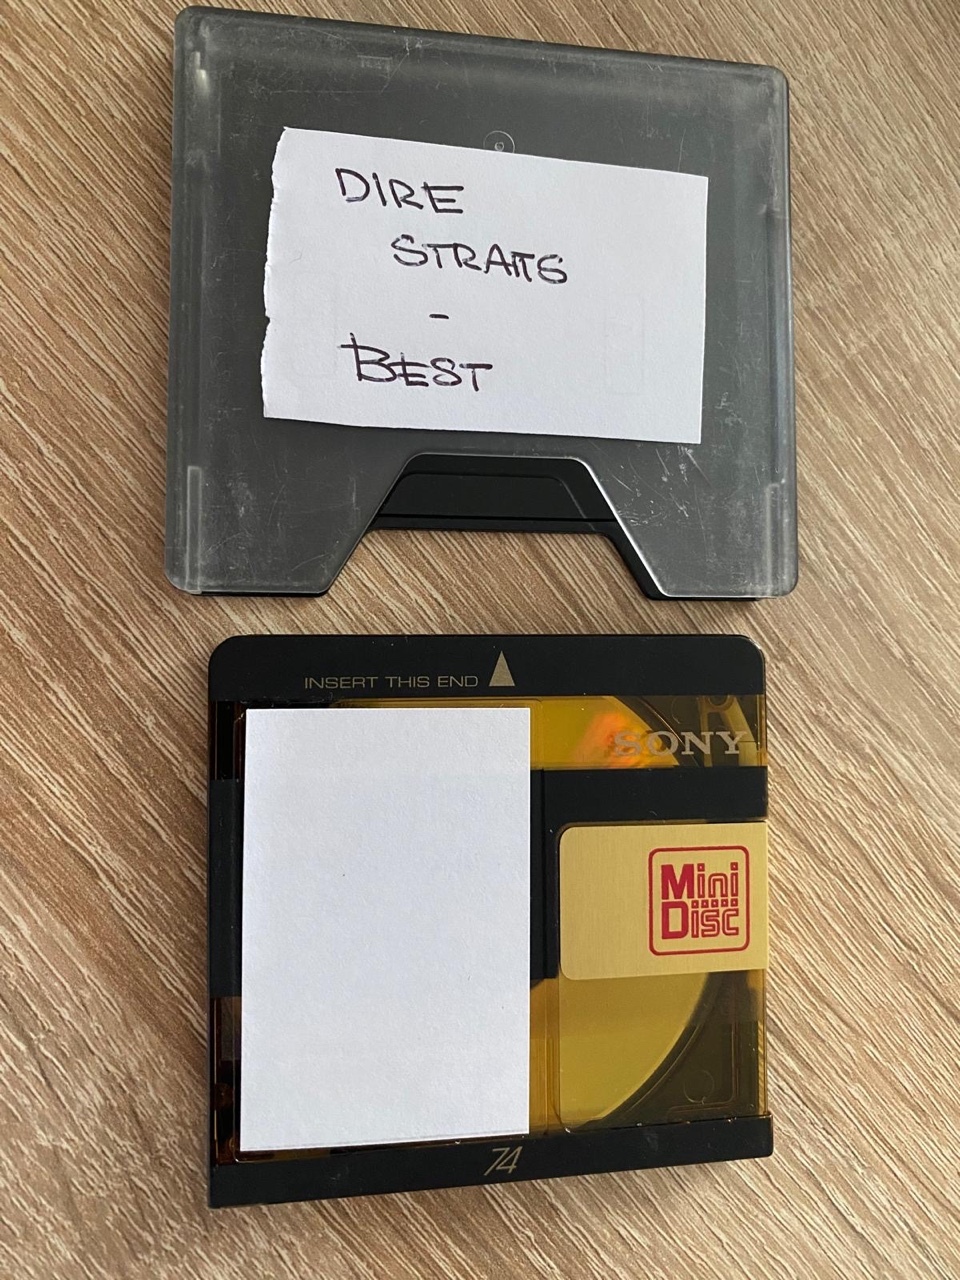 DIRE
STRAITS
-
BEST
INSERT THIS END
SONY
Mini
Disc
74